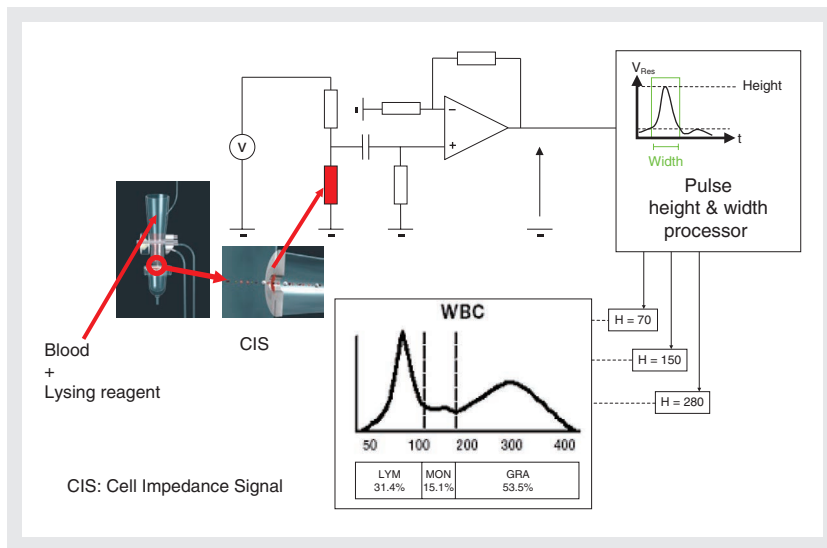 V
−
+
V Res
Height
t
Width
Pulse
height & width
processor
Blood
+
Lysing reagent
CIS
WBC
50 100 200 300 400
LYM MON GRA
31.4% 15.1% 53.5%
H = 70
H = 150
H = 280
CIS: Cell Impedance Signal